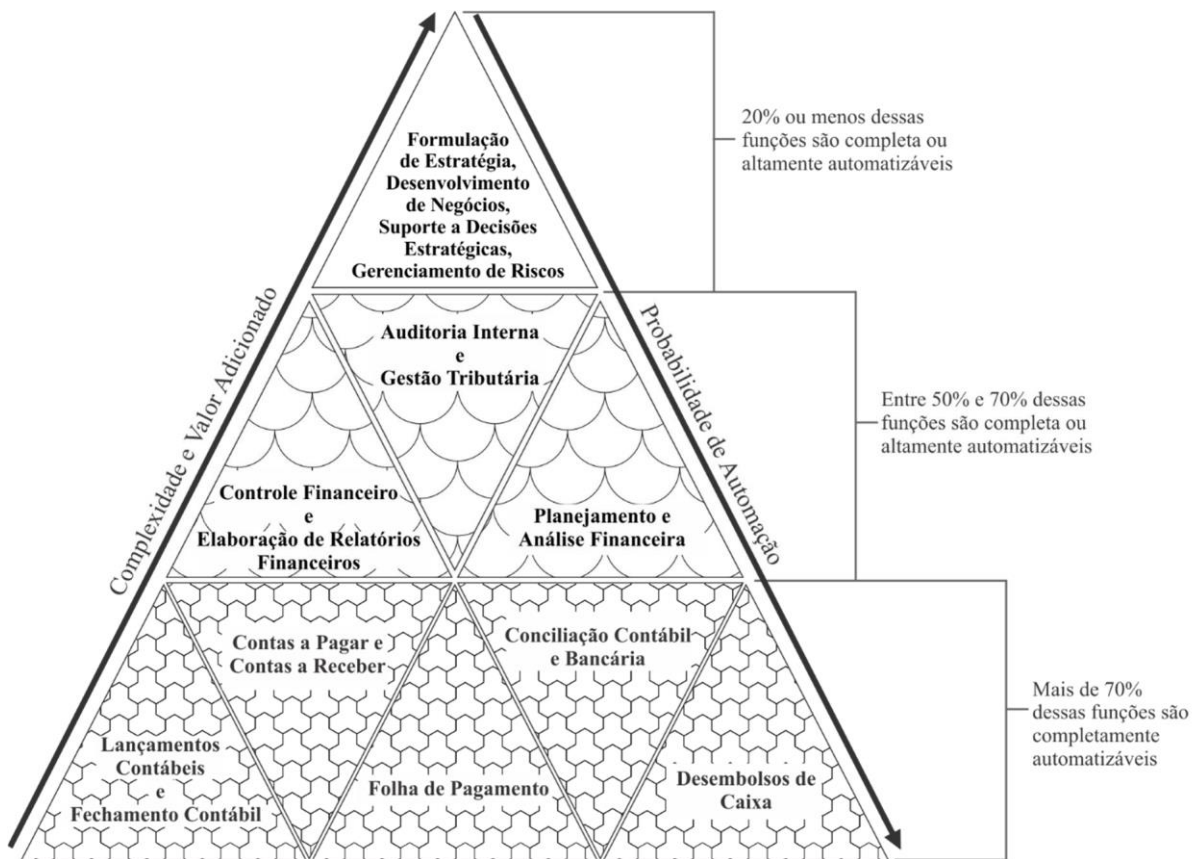 Formulação
de Estratégia,
Desenvolvimento
de Negócios,
Suporte a Decisões
Estratégicas,
Gerenciamento de Riscos
20% ou menos dessas
funções são completa ou
altamente automatizáveis
Complexidade e Valor Adicionado
Probabilidade de Automação
Auditoria Interna
e
Gestão Tributária
Controle Financeiro
e
Elaboração de Relatórios
Financeiros
Planejamento e
Análise Financeira
Entre 50% e 70% dessas
funções são completa ou
altamente automatizáveis
Contas a Pagar e
Contas a Receber
Conciliação Contábil
e Bancária
Lançamentos
Contábeis
e
Fechamento Contábil
Folha de Pagamento
Desembolsos de
Caixa
Mais de 70%
dessas funções são
completamente
automatizáveis